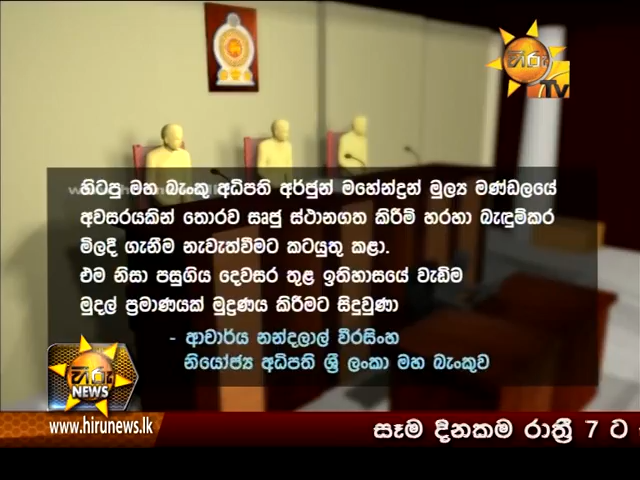 හිරු
TV
හිටපු මහ බැංකු අධිපති අර්ජුන් මහේන්ද්‍රන් මූල්‍ය මණ්ඩලයේ
අවසරයකින් තොරව සෘජු ස්ථානගත කිරීම් හරහා බැඳුම්කර
මිලදී ගැනීම නැවැත්වීමට කටයුතු කළා.
එම නිසා පසුගිය දෙවසර තුළ ඉතිහාසයේ වැඩිම
මුදල් ප්‍රමාණයක් මුද්‍රණය කිරීමට සිදුවුණා
- ආචාර්ය නන්දලාල් වීරසිංහ
නියෝජ්‍ය අධිපති ශ්‍රී ලංකා මහ බැංකුව
හිරු
NEWS
www.hirunews.lk
සෑම දිනකම රාත්‍රී 7 ට